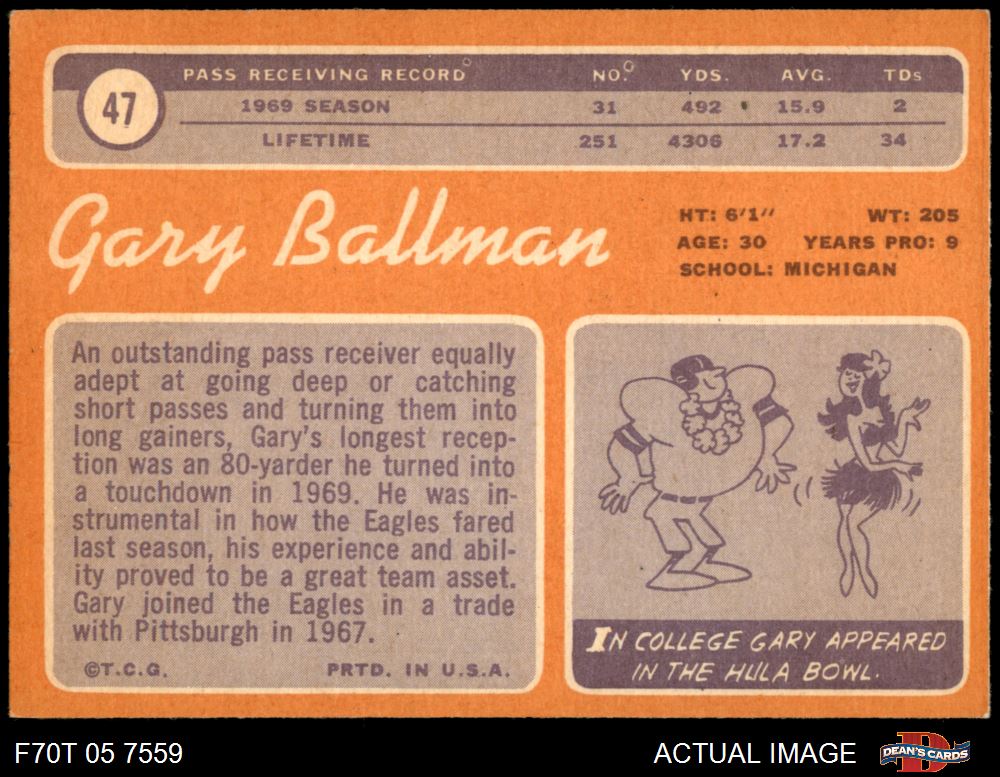 47
PASS RECEIVING RECORD NO. YDS. AVG. TDs
1969 SEASON 31 492 15.9 2
LIFETIME 251 4306 17.2 34
Gary Ballman
HT: 6'1" WT: 205
AGE: 30 YEARS PRO: 9
SCHOOL: MICHIGAN
An outstanding pass receiver equally
adept at going deep or catching
short passes and turning them into
long gainers, Gary's longest recep-
tion was an 80-yarder he turned into
a touchdown in 1969. He was in-
strumental in how the Eagles fared
last season, his experience and abil-
ity proved to be a great team asset.
Gary joined the Eagles in a trade
with Pittsburgh in 1967.
©T.C.G. PRTD. IN U.S.A.
IN COLLEGE GARY APPEARED
IN THE HULA BOWL.
F70T 05 7559
ACTUAL IMAGE
DEAN'S CARDS